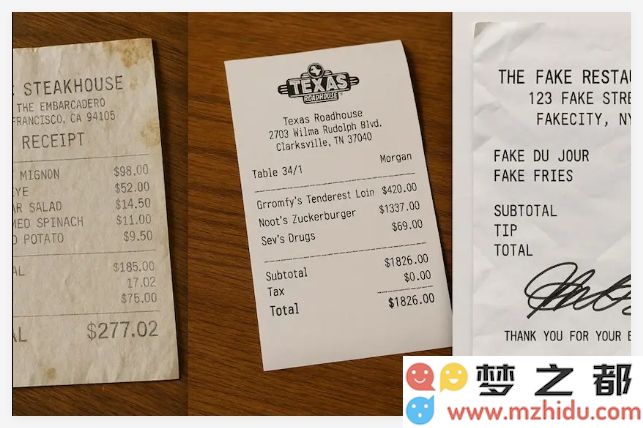 STEAKHOUSE
THE EMBARCADERO
FRANCISCO, CA 94105
RECEIPT
MIGNON $98.00
YE $52.00
AR SALAD $14.50
MED SPINACH $11.00
D POTATO $9.50
AL $185.00
17.02
$75.00
AL $277.02
TEXAS
ROADHOUSE
Texas Roadhouse
2703 Wilma Rudolph Blvd.
Clarksville, TN 37040
Table 34/1 Morgan
Grromfy's Tenderest Loin $420.00
Noot's Zuckerburger $1337.00
Sev's Drugs $69.00
Subtotal $1826.00
Tax $0.00
Total $1826.00
THE FAKE RESTAU
123 FAKE STRE
FAKECITY, NY
FAKE DU JOUR
FAKE FRIES
SUBTOTAL
TIP
TOTAL
THANK YOU FOR YOUR B
梦之都
www.mzhidu.com